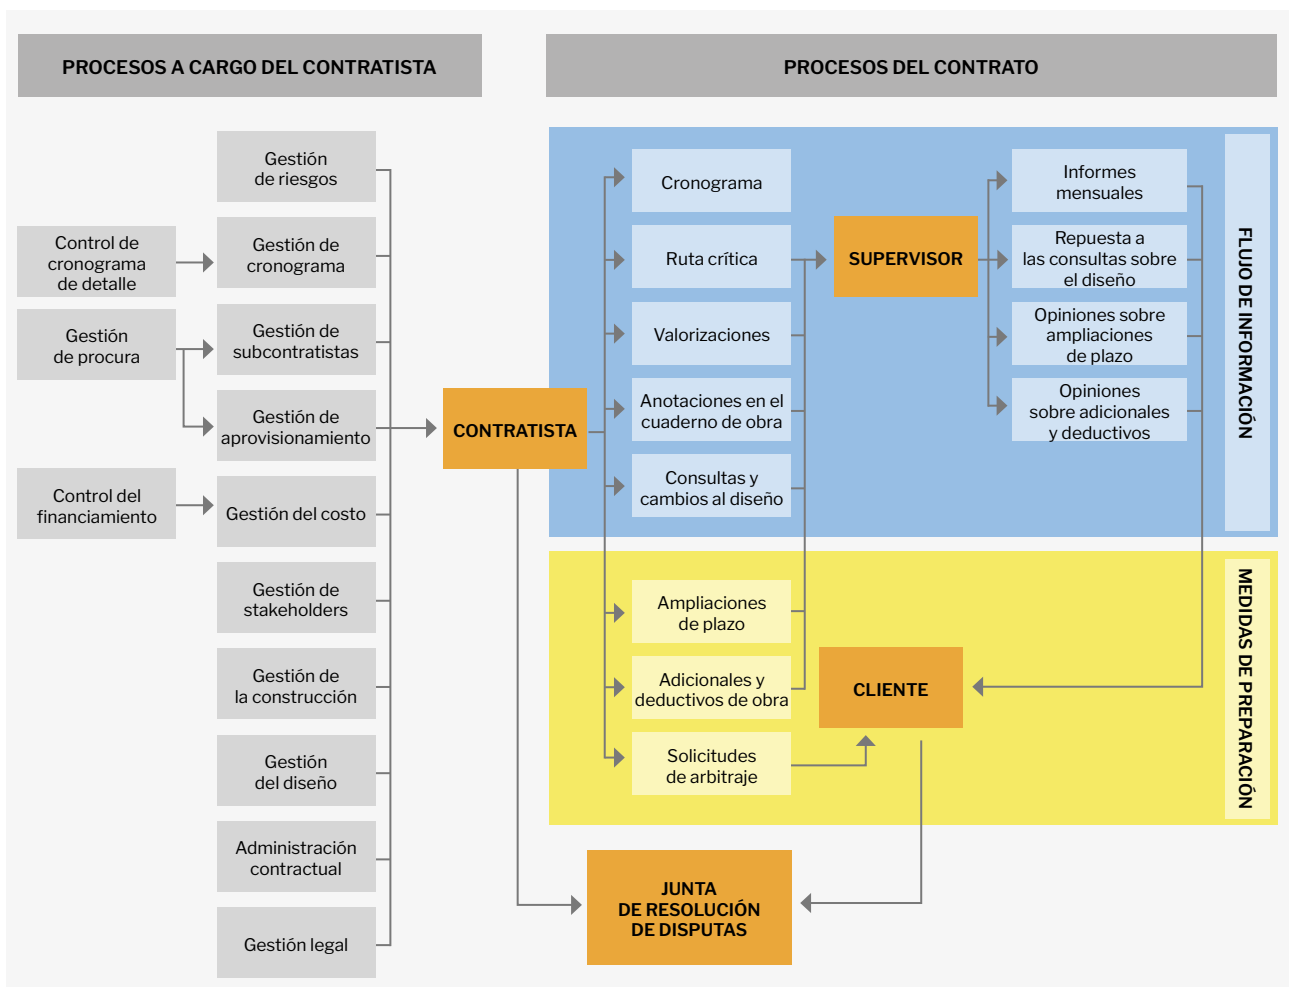 PROCESOS A CARGO DEL CONTRATISTA
PROCESOS DEL CONTRATO
Gestión
de riesgos
Control de
cronograma
de detalle
Gestión de
cronograma
Gestión
de procura
Gestión de
subcontratistas
Gestión de
aprovisionamiento
Control del
financiamiento
Gestión del costo
Gestión de
stakeholders
Gestión de
la construcción
Gestión
del diseño
Administración
contractual
Gestión legal
CONTRATISTA
Cronograma
Ruta crítica
Valorizaciones
Anotaciones en el
cuaderno de obra
Consultas y
cambios al diseño
SUPERVISOR
Informes
mensuales
Repuesta a
las consultas sobre
el diseño
Opiniones sobre
ampliaciones
de plazo
Opiniones
sobre adicionales
y deductivos
FLUJO DE INFORMACIÓN
Ampliaciones
de plazo
Adicionales y
deductivos de obra
Solicitudes
de arbitraje
CLIENTE
MEDIDAS DE PREPARACIÓN
JUNTA
DE RESOLUCIÓN
DE DISPUTAS